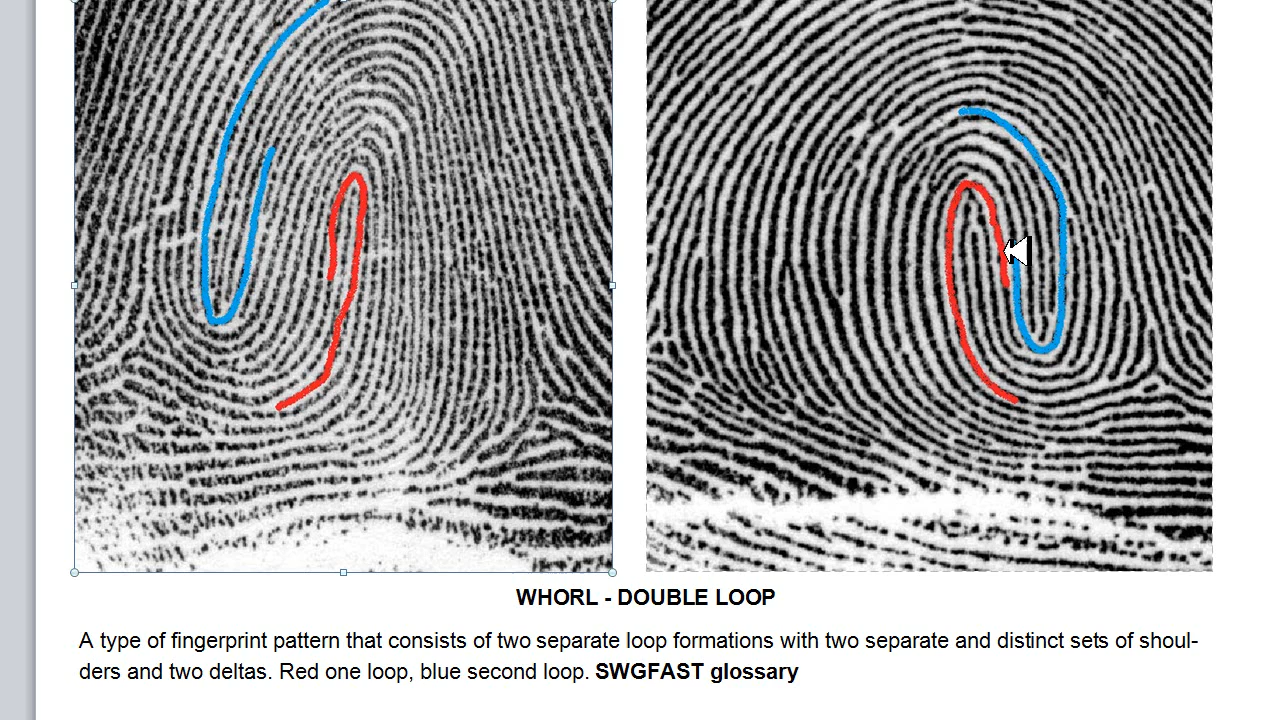 WHORL - DOUBLE LOOP
A type of fingerprint pattern that consists of two separate loop formations with two separate and distinct sets of shoul-
ders and two deltas. Red one loop, blue second loop. SWGFAST glossary